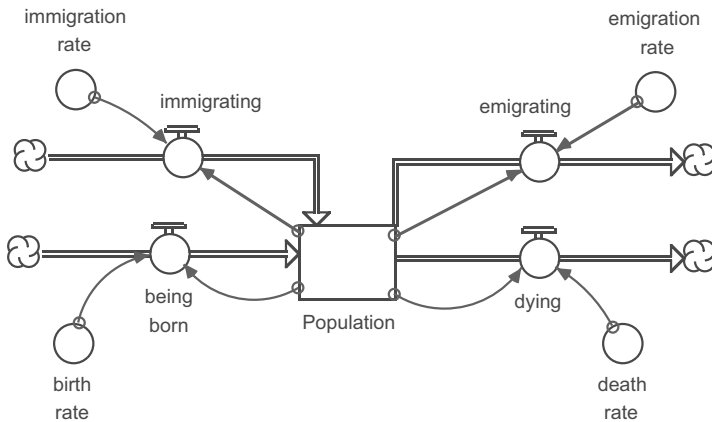 immigration
rate
emigration
rate
immigrating
emigrating
being
born
dying
Population
birth
rate
death
rate